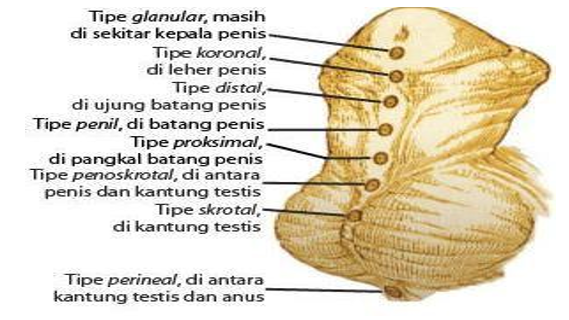 Tipe glanular, masih
di sekitar kepala penis
Tipe koronal,
di leher penis
Tipe distal,
di ujung batang penis
Tipe penil, di batang penis
Tipe proksimal,
di pangkal batang penis
Tipe penoskrotal, di antara
penis dan kantung testis
Tipe skrotal,
di kantung testis
Tipe perineal, di antara
kantung testis dan anus